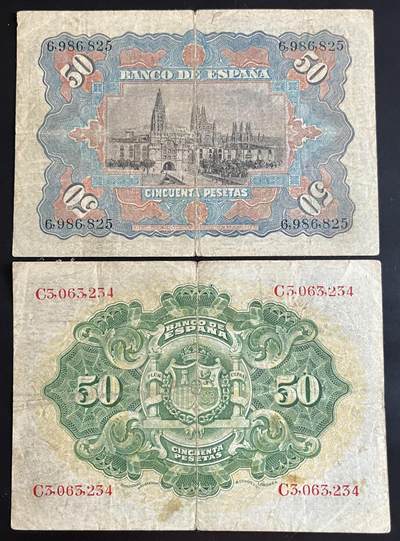 6,986,825 6,986,825
50 50
BANCO DE ESPAÑA
CINCUENTA PESETAS
50 50
6,986,825 6,986,825
C3,063,234 C3,063,234
BANCO DE
ESPAÑA
50 50
CINCUENTA
PESETAS
C3,063,234 C3,063,234